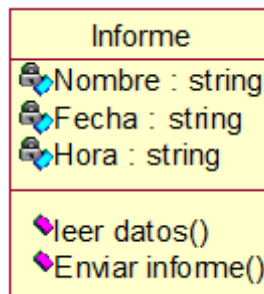 Informe
Nombre : string
Fecha : string
Hora : string
leer datos()
Enviar informe()